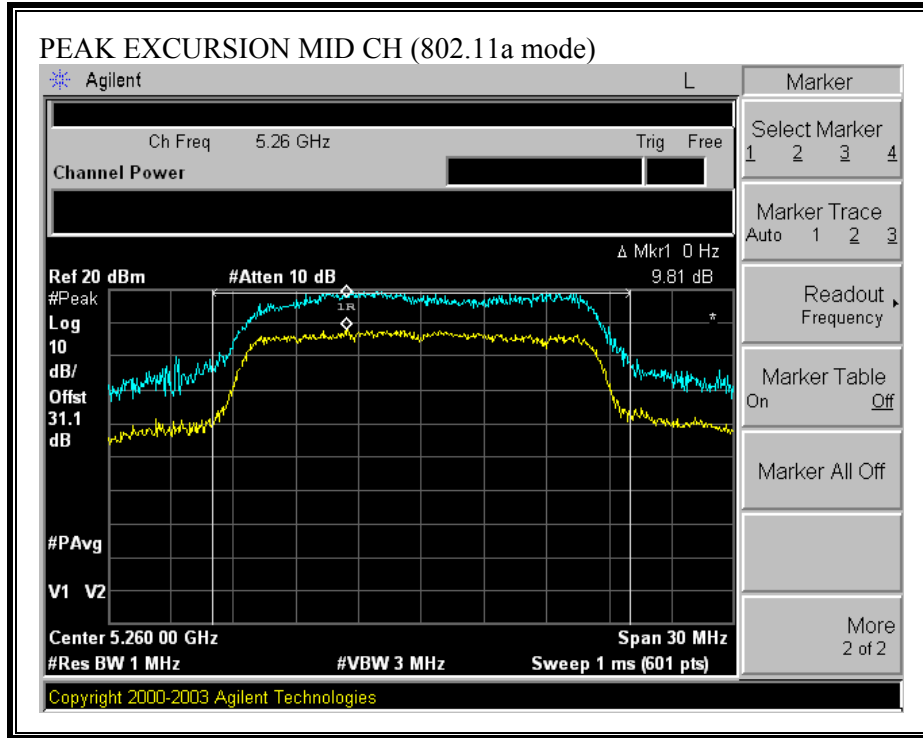 PEAK EXCURSION MID CH (802.11a mode)
Agilent L Marker
Ch Freq 5.26 GHz Trig Free
Channel Power
Select Marker
1 2 3 4
Marker Trace
Auto 1 2 3
Δ Mkr1 0 Hz
Ref 20 dBm #Atten 10 dB 9.81 dB
#Peak
Log
10
dB/
Offst
31.1
dB
1R
*
Readout
Frequency
Marker Table
On Off
Marker All Off
#PAvg
V1 V2
Center 5.260 00 GHz Span 30 MHz
#Res BW 1 MHz #VBW 3 MHz Sweep 1 ms (601 pts)
More
2 of 2
Copyright 2000-2003 Agilent Technologies